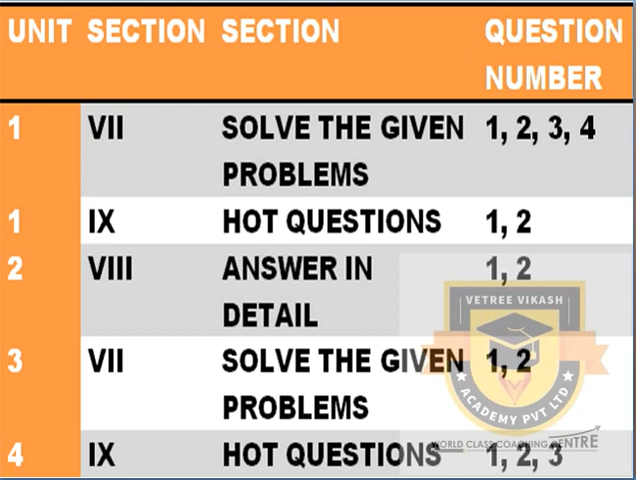 UNIT SECTION SECTION QUESTION
NUMBER
1 VII SOLVE THE GIVEN 1, 2, 3, 4
PROBLEMS
1 IX HOT QUESTIONS 1, 2
2 VIII ANSWER IN 1, 2
DETAIL
VETREE VIKASH
3 VII SOLVE THE GIVEN 1, 2
PROBLEMS
ACADEMY PVT LTD
WORLD CLASS COACHING CENTRE
4 IX HOT QUESTIONS 1, 2, 3